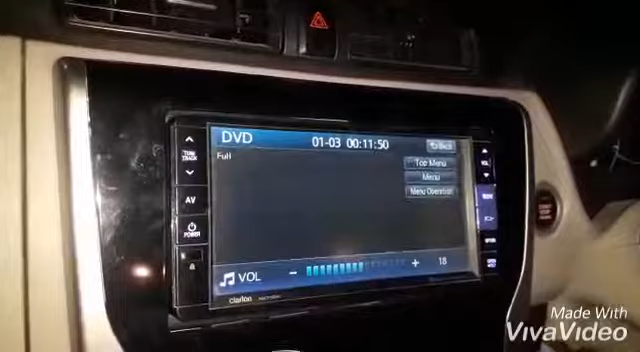 DVD 01-03 00:11:50 Back
Full
Top Menu
Menu
Menu Operation
TUNE
TRACK
AV
POWER
VOL
VOL 18
clarion
Made With
VivaVideo